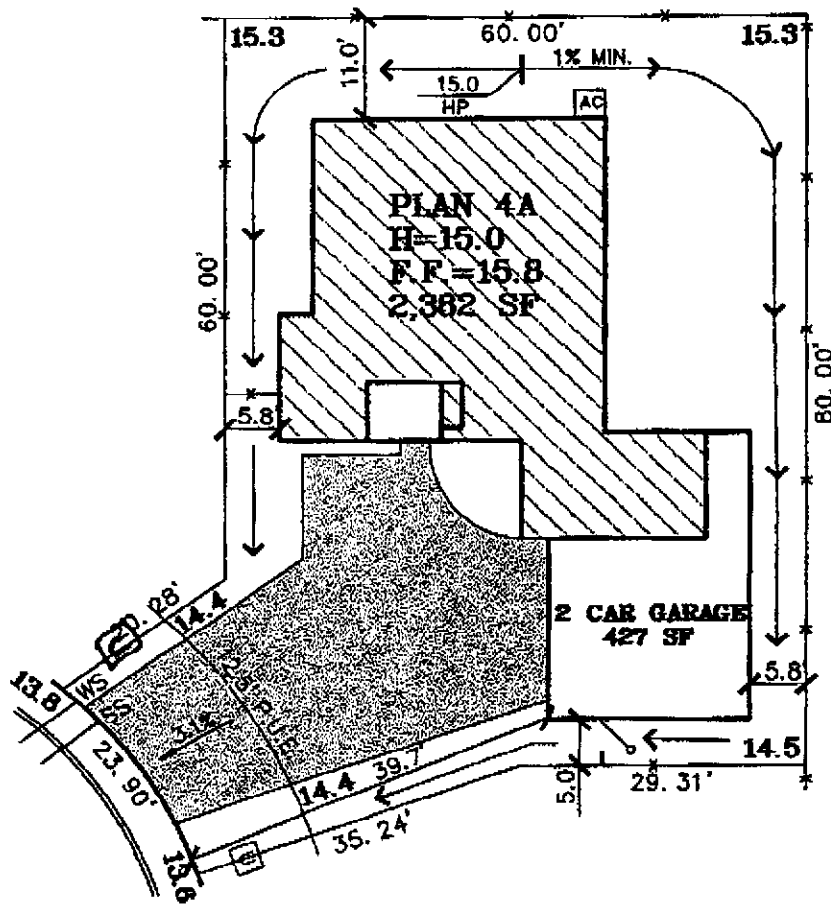 15.3
60.00'
15.3
11.0'
1% MIN.
15.0
HP
AC
PLAN 4A
H=15.0
F.F.=15.8
2,382 SF
60.00'
80.00'
5.8'
20.28'
14.4
2 CAR GARAGE
427 SF
5.8'
13.8
WS
SS
3.1%
P.U.E.
23.90'
14.4
39.7'
14.5
5.0'
29.31'
35.24'
13.6